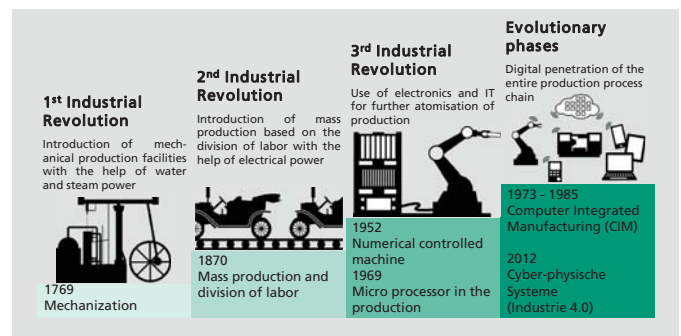 1st Industrial
Revolution
Introduction of mech-
anical production facilities
with the help of water
and steam power
1769
Mechanization
2nd Industrial
Revolution
Introduction of mass
production based on the
division of labor with the
help of electrical power
1870
Mass production and
division of labor
3rd Industrial
Revolution
Use of electronics and IT
for further atomisation of
production
1952
Numerical controlled
machine
1969
Micro processor in the
production
Evolutionary
phases
Digital penetration of the
entire production process
chain
1973 - 1985
Computer Integrated
Manufacturing (CIM)
2012
Cyber-physische
Systeme
(Industrie 4.0)